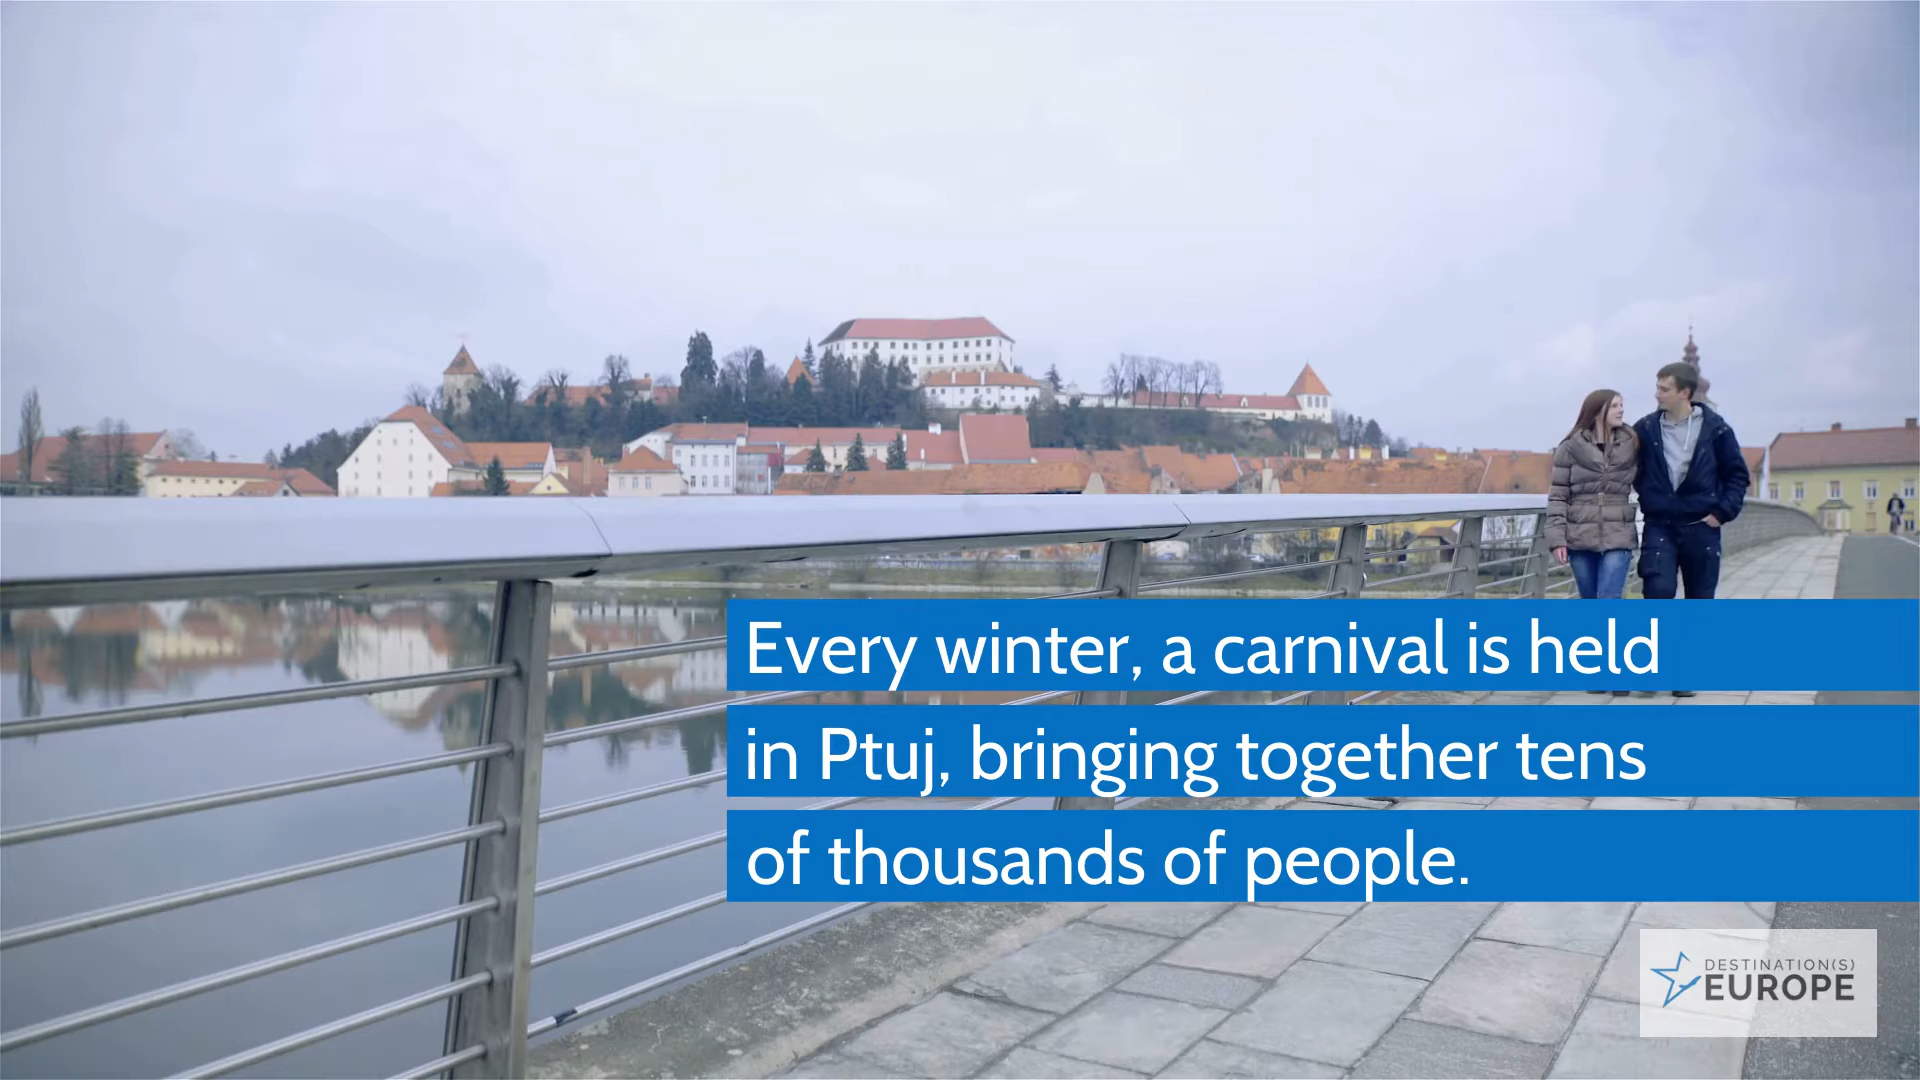 Every winter, a carnival is held
in Ptuj, bringing together tens
of thousands of people.
DESTINATION(S)
EUROPE